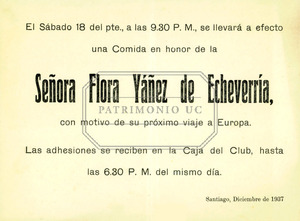 El Sábado 18 del pte., a las 9.30 P. M., se llevará a efecto
una Comida en honor de la
Señora Flora Yáñez de Echeverría,
PATRIMONIO UC
con motivo de su próximo viaje a Europa.
Las adhesiones se reciben en la Caja del Club, hasta
las 6.30 P. M. del mismo día.
Santiago, Diciembre de 1937